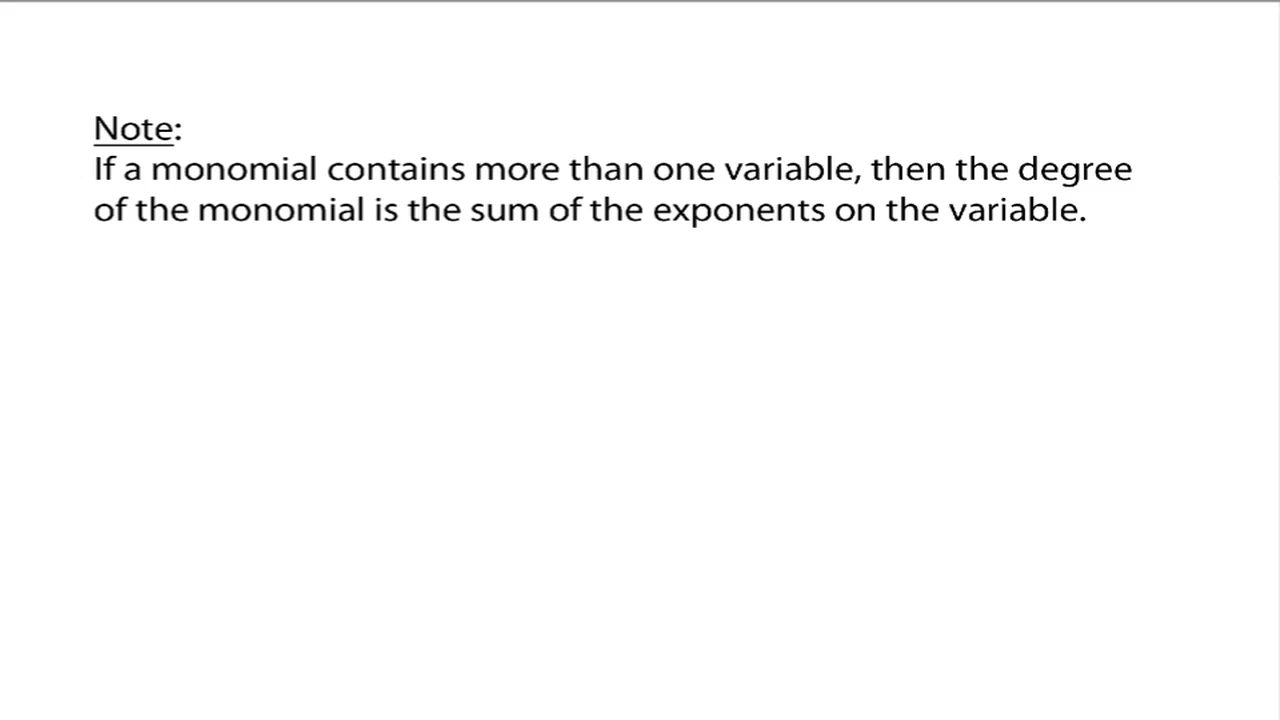 Note:
If a monomial contains more than one variable, then the degree
of the monomial is the sum of the exponents on the variable.